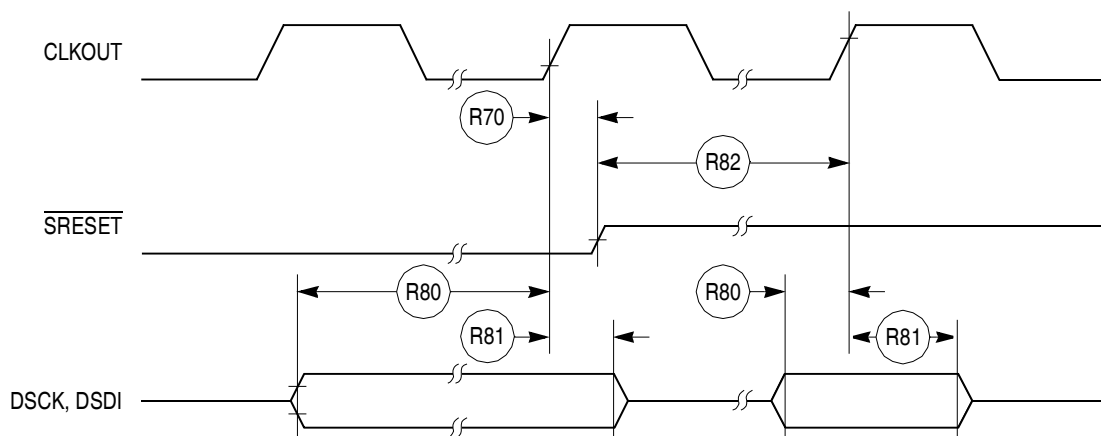 CLKOUT
R70
R82
SRESET
R80
R80
R81
R81
DSCK, DSDI